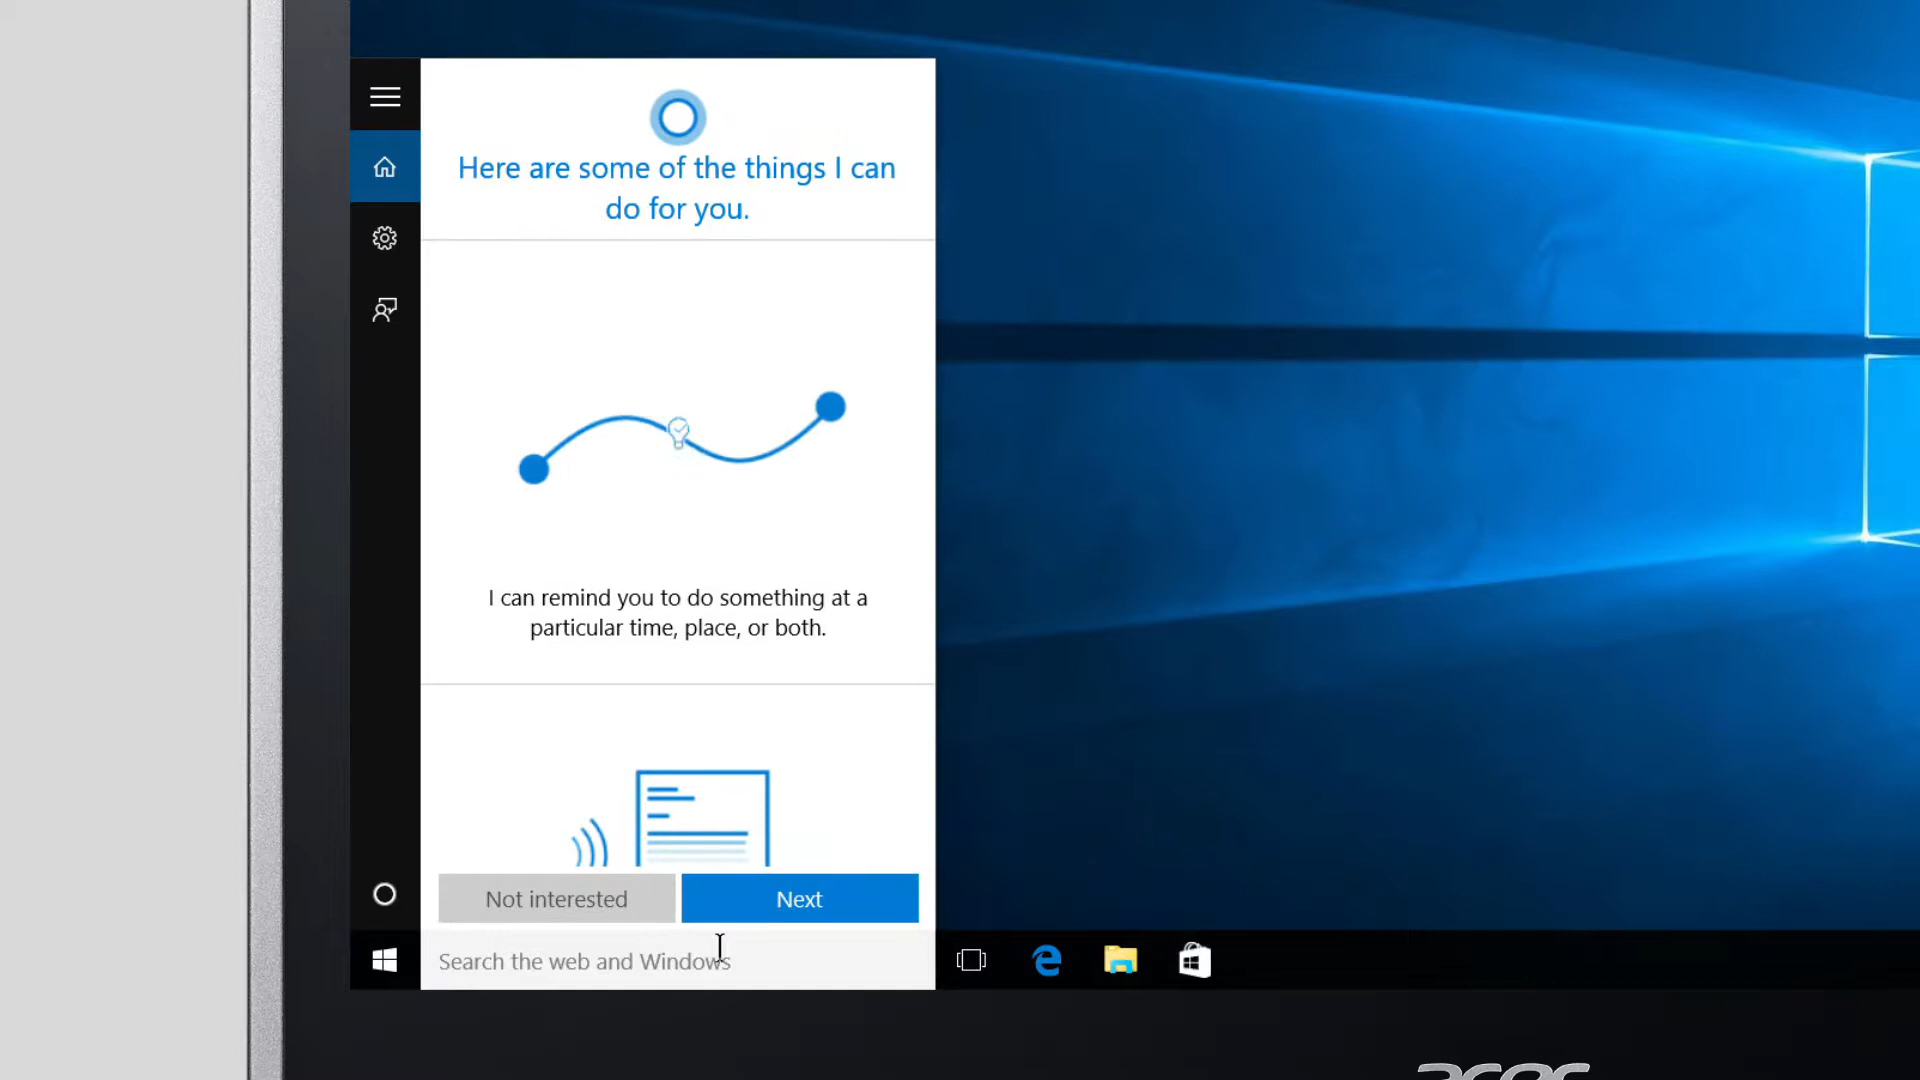 Here are some of the things I can
do for you.
I can remind you to do something at a
particular time, place, or both.
Not interested
Next
Search the web and Windows
acer